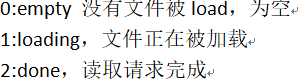 0:empty 没有文件被 load，为空
1:loading，文件正在被加载
2:done，读取请求完成